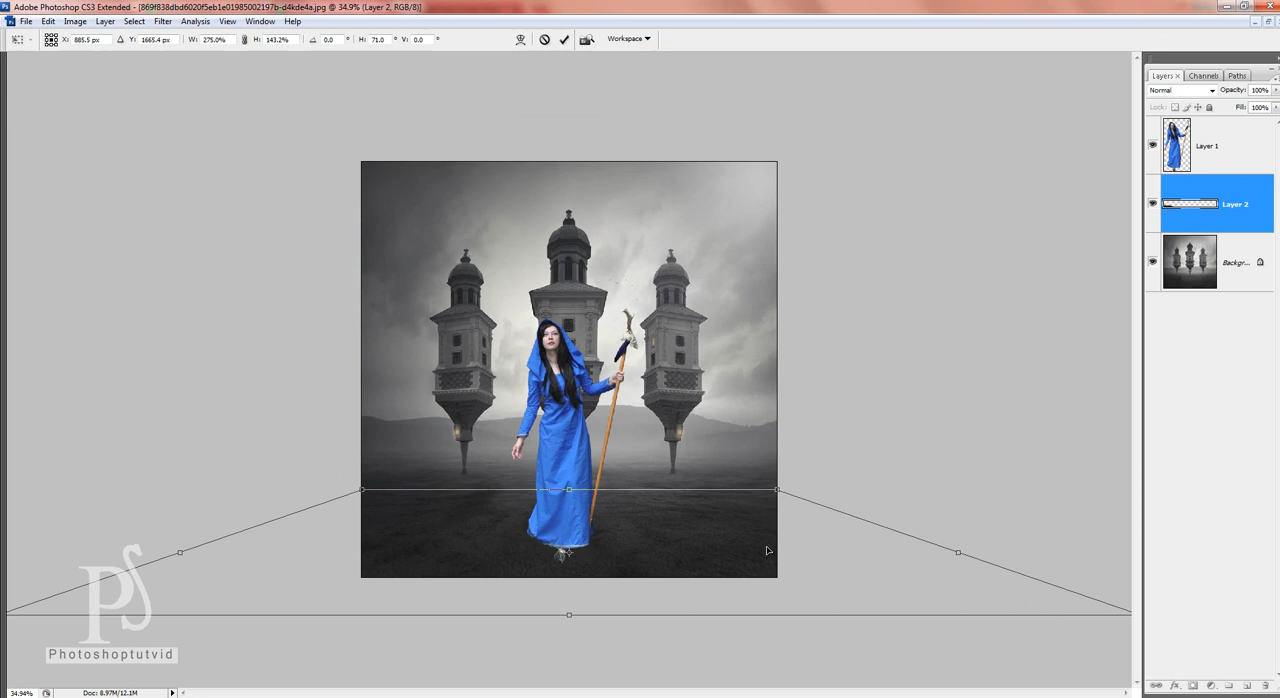 Adobe Photoshop CS3 Extended - [869f838dbd6020f5eb1e01985002197b-d4kde4a.jpg @ 34.9% (Layer 2, RGB/8)]
File Edit Image Layer Select Filter Analysis View Window Help
X: 885.5 px Y: 1665.4 px W: 275.0% H: 143.2% 0.0 ° H: 71.0 ° V: 0.0 ° Workspace
Layers × Channels Paths
Normal Opacity: 100%
Lock: Fill: 100%
Layer 1
Layer 2
Backgr...
PS
Photoshoptutvid
34.94% Doc: 8.97M/12.1M